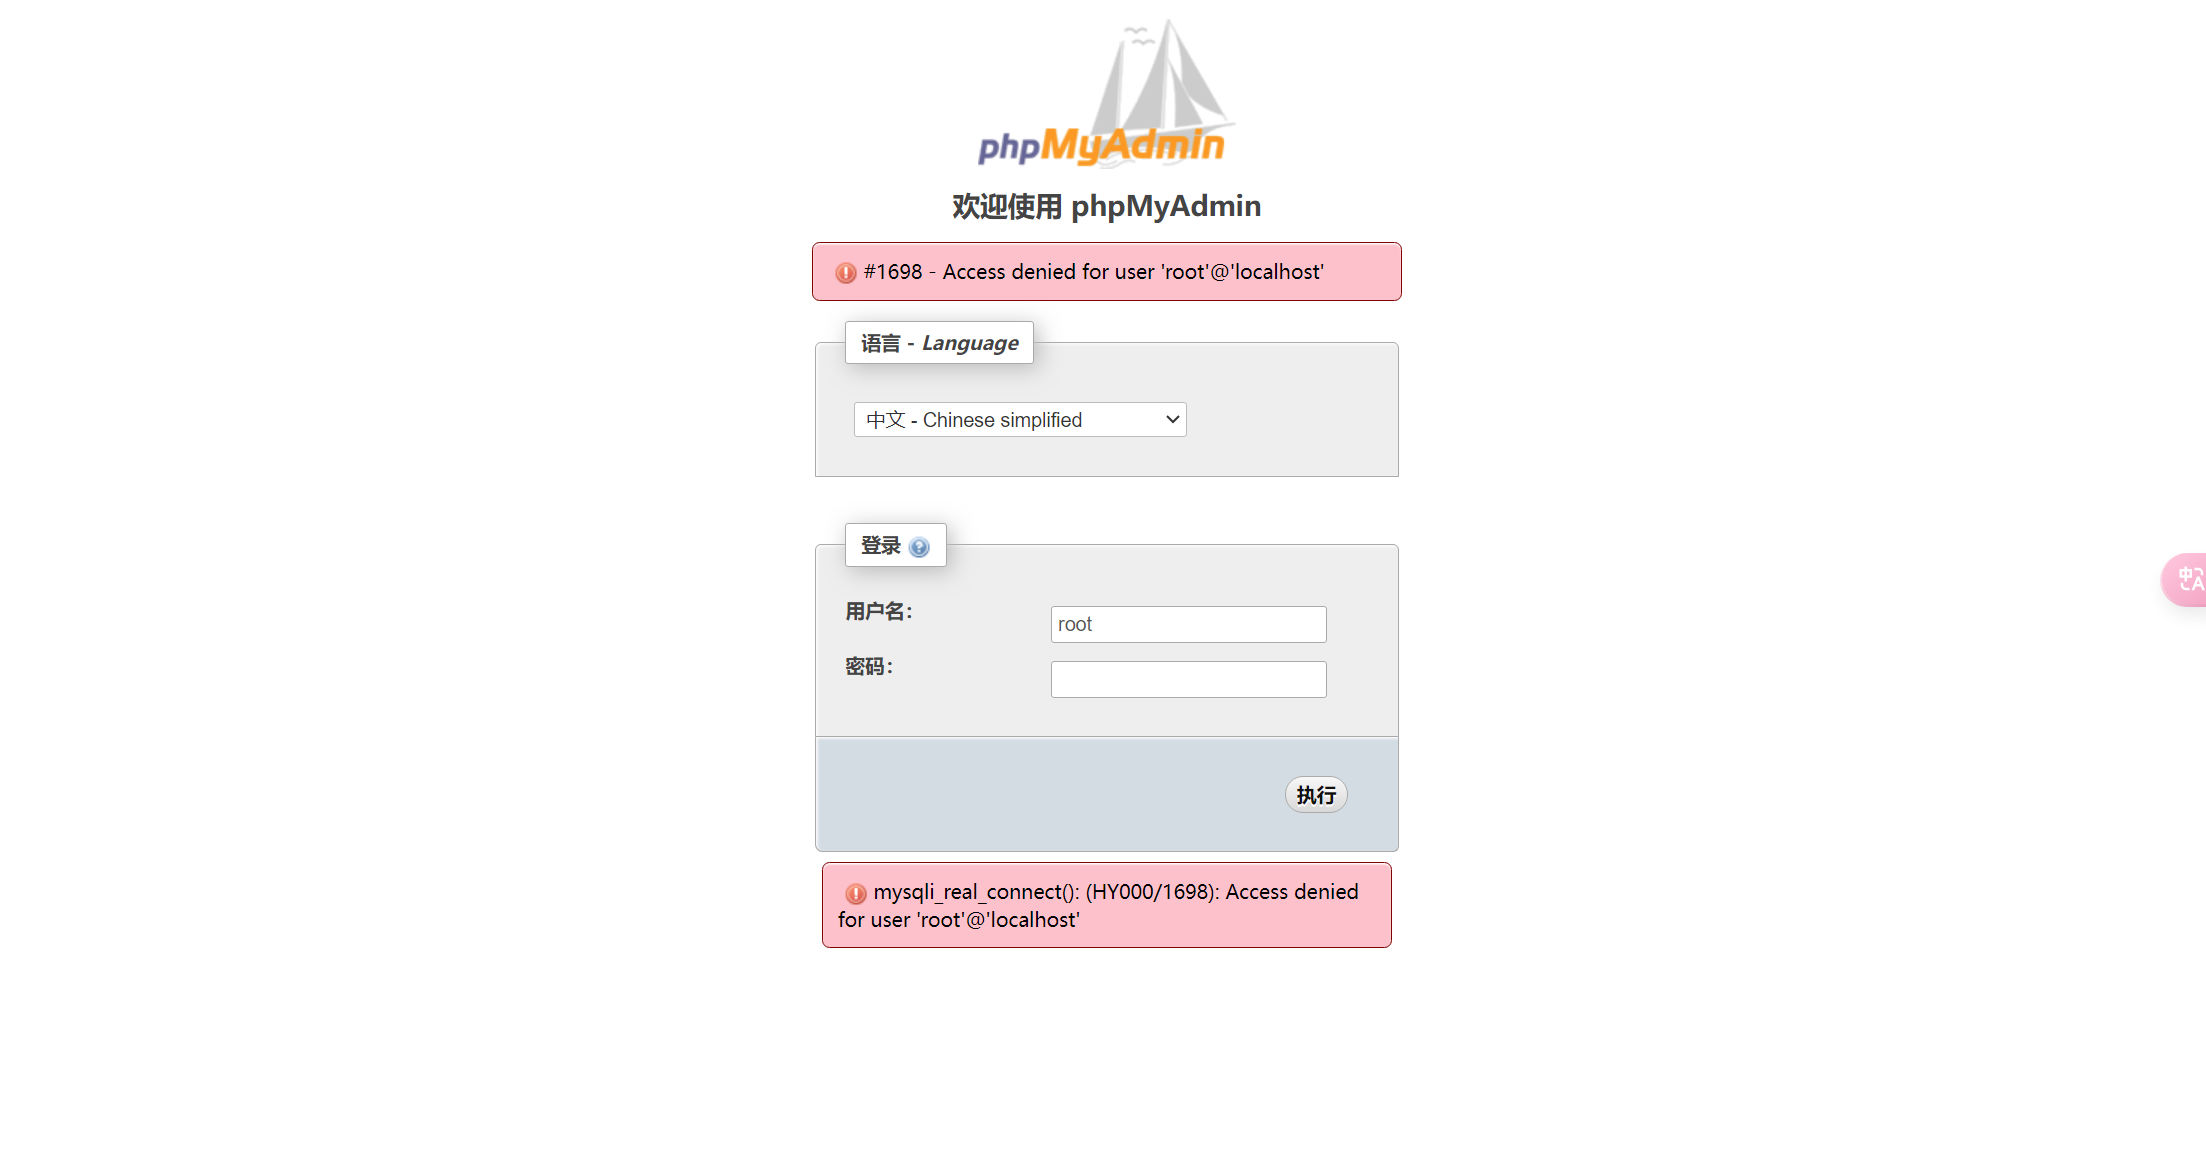 phpMyAdmin
欢迎使用 phpMyAdmin
#1698 - Access denied for user 'root'@'localhost'
语言 - Language
中文 - Chinese simplified
登录
用户名：
root
密码：
执行
mysqli_real_connect(): (HY000/1698): Access denied
for user 'root'@'localhost'
中 A